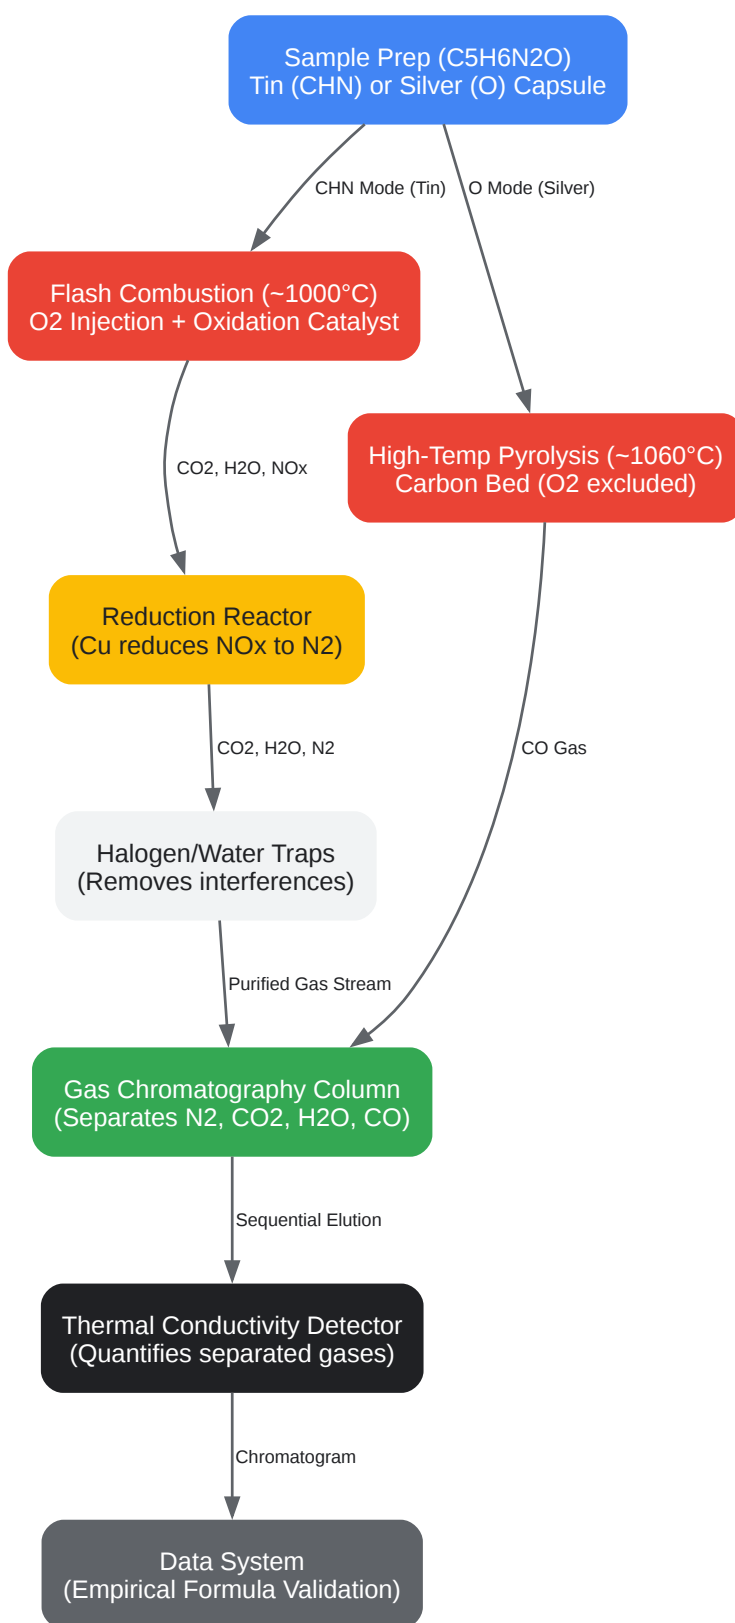 Sample Prep (C5H6N2O)
Tin (CHN) or Silver (O) Capsule
CHN Mode (Tin)
O Mode (Silver)
Flash Combustion (~1000°C)
O2 Injection + Oxidation Catalyst
High-Temp Pyrolysis (~1060°C)
Carbon Bed (O2 excluded)
CO2, H2O, NOx
Reduction Reactor
(Cu reduces NOx to N2)
CO2, H2O, N2
CO Gas
Halogen/Water Traps
(Removes interferences)
Purified Gas Stream
Gas Chromatography Column
(Separates N2, CO2, H2O, CO)
Sequential Elution
Thermal Conductivity Detector
(Quantifies separated gases)
Chromatogram
Data System
(Empirical Formula Validation)